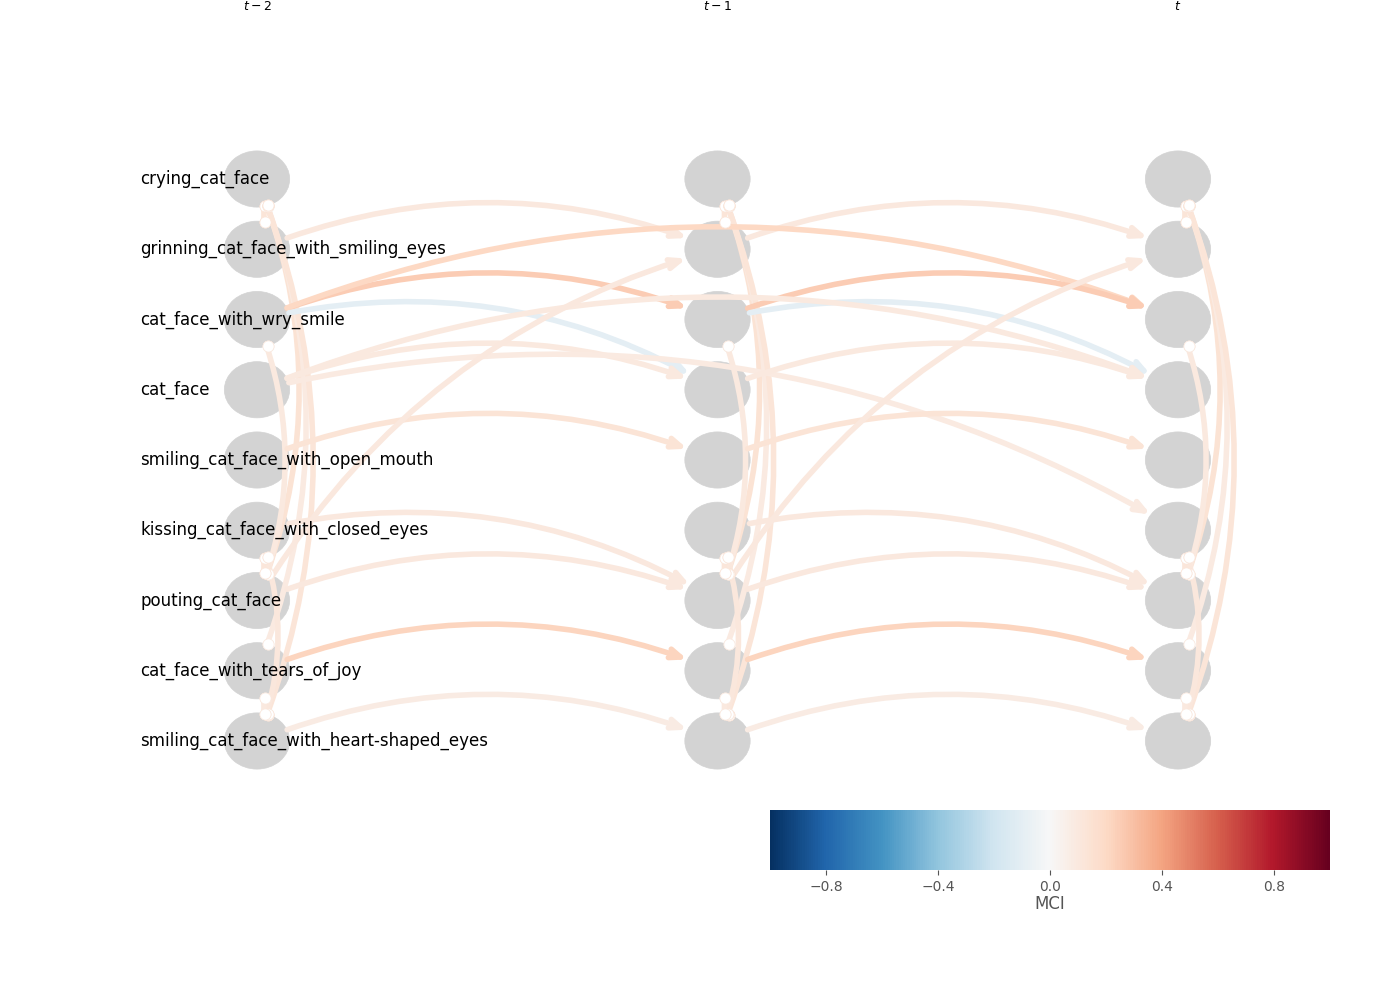 t − 2
t − 1
t
crying_cat_face
grinning_cat_face_with_smiling_eyes
cat_face_with_wry_smile
cat_face
smiling_cat_face_with_open_mouth
kissing_cat_face_with_closed_eyes
pouting_cat_face
cat_face_with_tears_of_joy
smiling_cat_face_with_heart-shaped_eyes
−0.8
−0.4
0.0
0.4
0.8
MCI